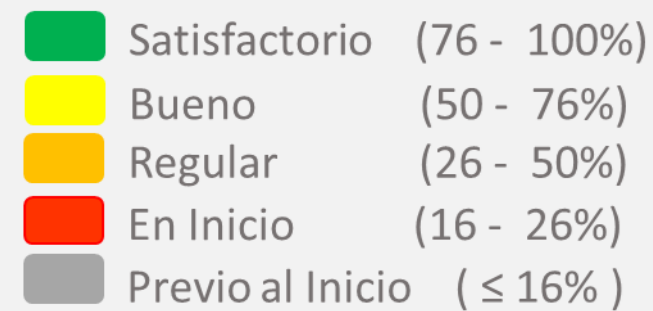 Satisfactorio (76 - 100%)
Bueno (50 - 76%)
Regular (26 - 50%)
En Inicio (16 - 26%)
Previo al Inicio ( ≤ 16% )